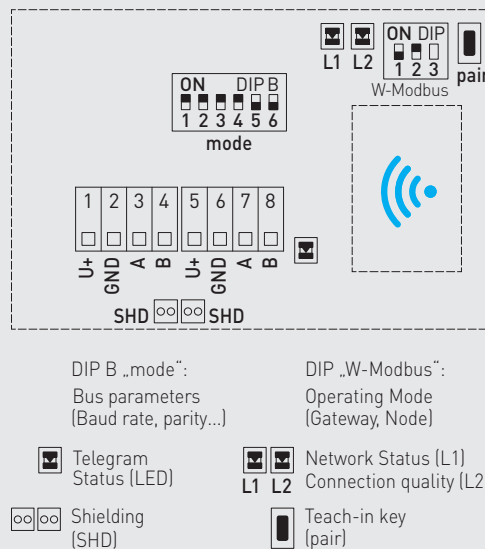 ON DIP
1 2 3
L1 L2
W-Modbus
pair
ON DIP B
1 2 3 4 5 6
mode
1 2 3 4 5 6 7 8
U+ GND A B U+ GND A B
SHD SHD
DIP B „mode“:
Bus parameters
(Baud rate, parity...)
DIP „W-Modbus“:
Operating Mode
(Gateway, Node)
Telegram
Status (LED)
L1 L2
Network Status (L1)
Connection quality (L2
Shielding
(SHD)
Teach-in key
(pair)